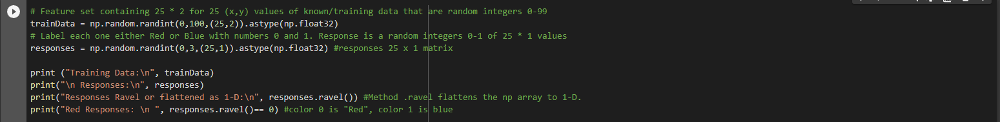 # Feature set containing 25 * 2 for 25 (x,y) values of known/training data that are random integers 0-99
trainData = np.random.randint(0,100,(25,2)).astype(np.float32)
# Label each one either Red or Blue with numbers 0 and 1. Response is a random integers 0-1 of 25 * 1 values
responses = np.random.randint(0,3,(25,1)).astype(np.float32) #responses 25 x 1 matrix
print ("Training Data:\n", trainData)
print("\n Responses:\n", responses)
print("Responses Ravel or flattened as 1-D:\n", responses.ravel()) #Method .ravel flattens the np array to 1-D.
print("Red Responses: \n ", responses.ravel()== 0) #color 0 is "Red", color 1 is blue